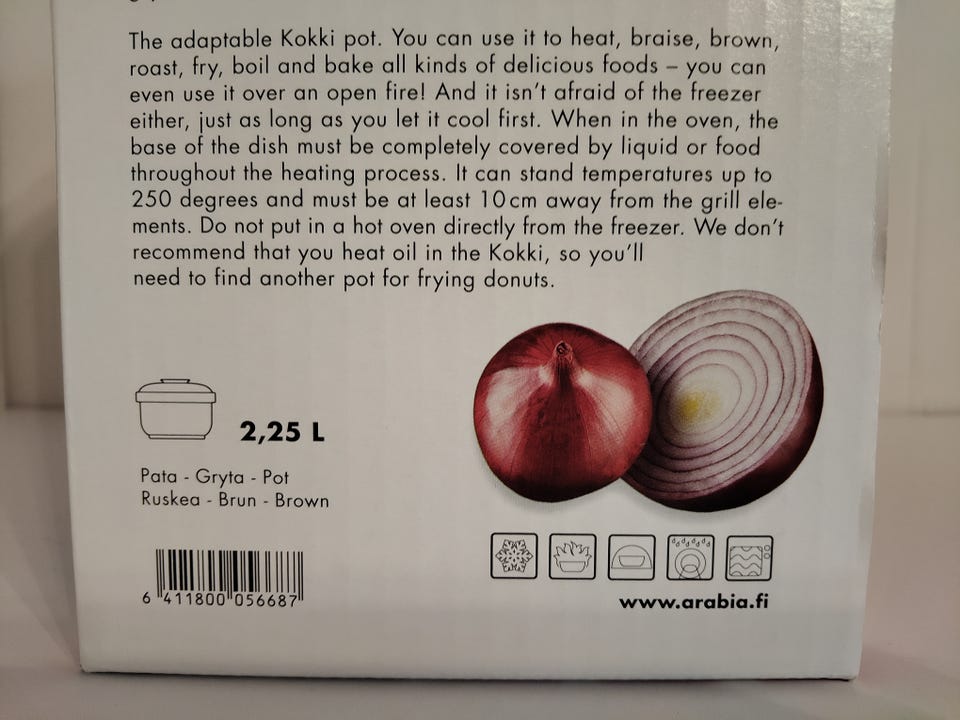 The adaptable Kokki pot. You can use it to heat, braise, brown,
roast, fry, boil and bake all kinds of delicious foods – you can
even use it over an open fire! And it isn't afraid of the freezer
either, just as long as you let it cool first. When in the oven, the
base of the dish must be completely covered by liquid or food
throughout the heating process. It can stand temperatures up to
250 degrees and must be at least 10 cm away from the grill ele-
ments. Do not put in a hot oven directly from the freezer. We don't
recommend that you heat oil in the Kokki, so you'll
need to find another pot for frying donuts.
2,25 L
Pata - Gryta - Pot
Ruskea - Brun - Brown
6 411800 056687
www.arabia.fi